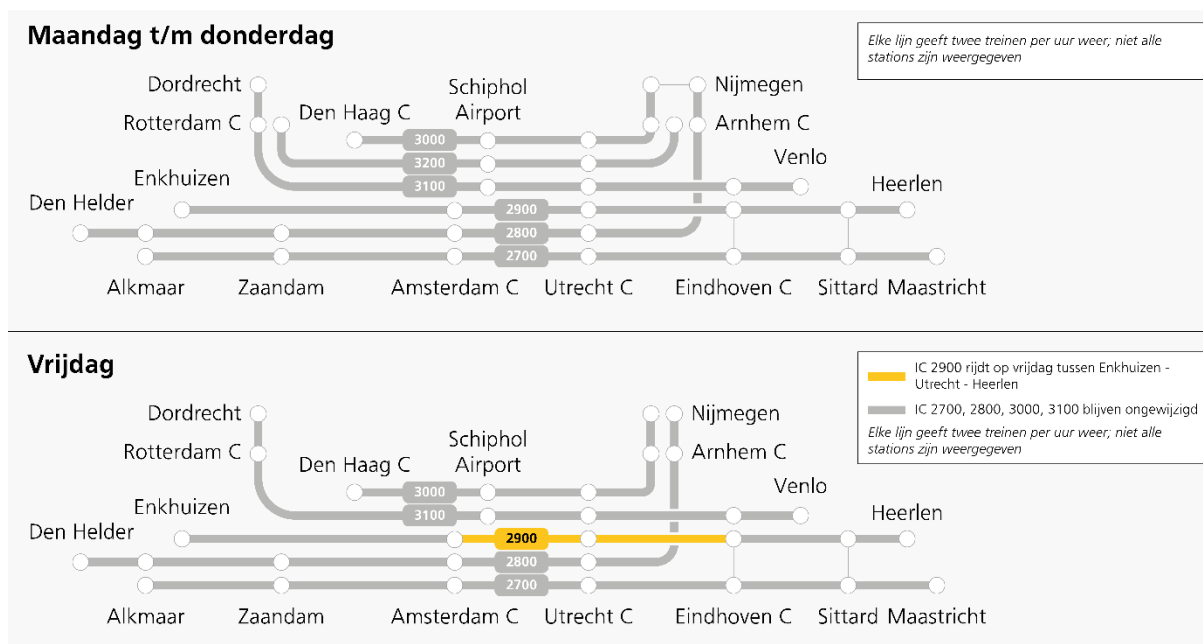 Maandag t/m donderdag
Elke lijn geeft twee treinen per uur weer; niet alle
stations zijn weergegeven
Dordrecht
Schiphol
Airport
Nijmegen
Rotterdam C
Den Haag C
Arnhem C
3000
3200
Venlo
Enkhuizen
3100
Heerlen
Den Helder
2900
2800
2700
Alkmaar
Zaandam
Amsterdam C
Utrecht C
Eindhoven C
Sittard
Maastricht
Vrijdag
IC 2900 rijdt op vrijdag tussen Enkhuizen -
Utrecht - Heerlen
IC 2700, 2800, 3000, 3100 blijven ongewijzigd
Elke lijn geeft twee treinen per uur weer; niet alle
stations zijn weergegeven
Dordrecht
Schiphol
Airport
Nijmegen
Rotterdam C
Den Haag C
Arnhem C
3000
Venlo
Enkhuizen
3100
Heerlen
Den Helder
2900
2800
2700
Alkmaar
Zaandam
Amsterdam C
Utrecht C
Eindhoven C
Sittard
Maastricht